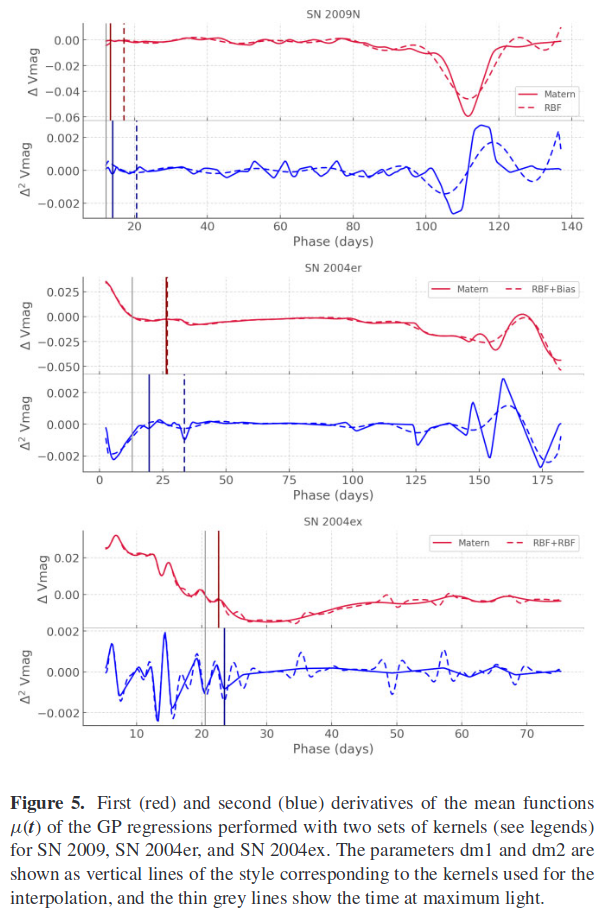 SN 2009N
0.00
−0.02
−0.04
−0.06
Δ Vmag
Matern
RBF
0.002
0.000
−0.002
Δ² Vmag
20 40 60 80 100 120 140
Phase (days)
SN 2004er
0.025
0.000
−0.025
−0.050
Δ Vmag
Matern RBF+Bias
0.002
0.000
−0.002
Δ² Vmag
0 25 50 75 100 125 150 175
Phase (days)
SN 2004ex
0.02
0.00
Δ Vmag
Matern RBF+RBF
0.002
0.000
−0.002
Δ² Vmag
10 20 30 40 50 60 70
Phase (days)
Figure 5. First (red) and second (blue) derivatives of the mean functions
μ(t) of the GP regressions performed with two sets of kernels (see legends)
for SN 2009, SN 2004er, and SN 2004ex. The parameters dm1 and dm2 are
shown as vertical lines of the style corresponding to the kernels used for the
interpolation, and the thin grey lines show the time at maximum light.